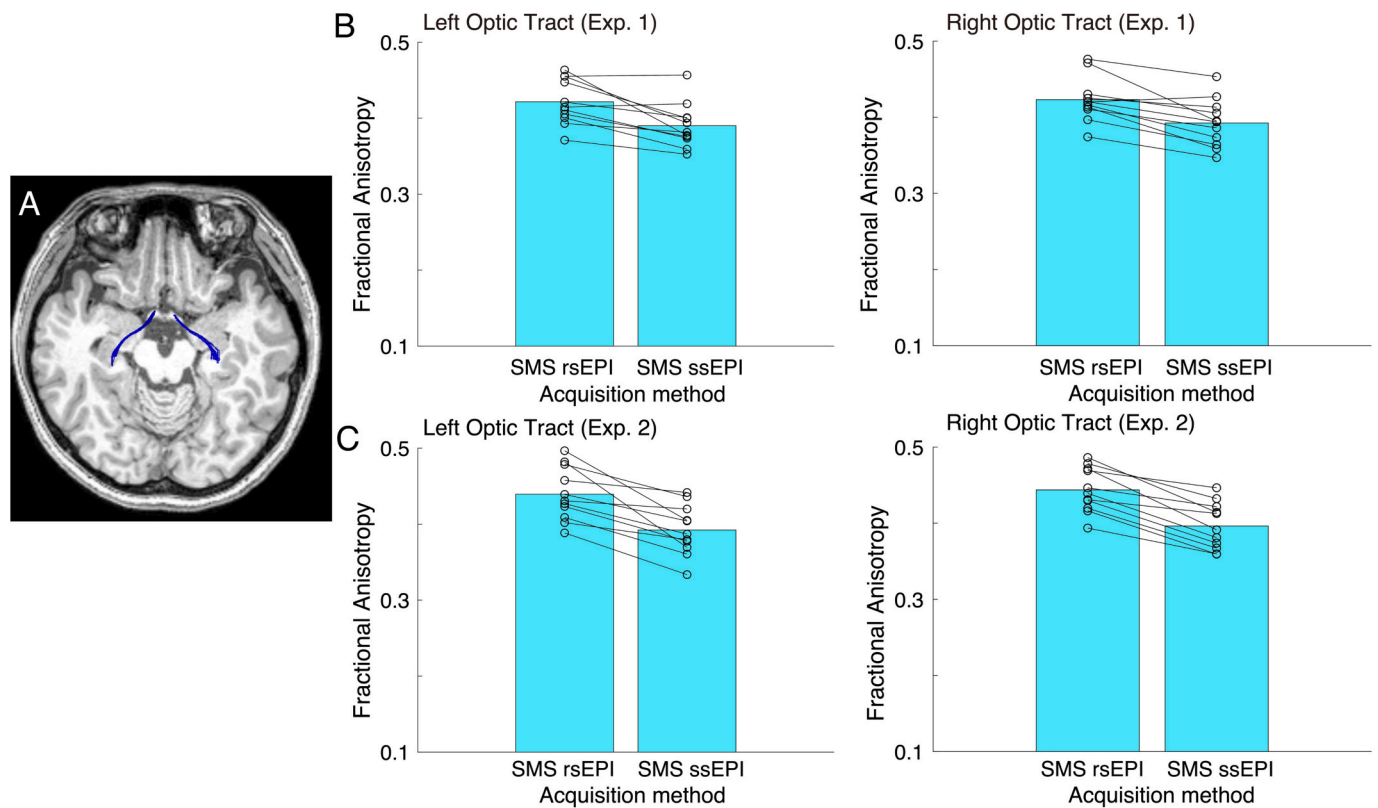 A
B
Left Optic Tract (Exp. 1)
0.5
0.3
0.1
Fractional Anisotropy
SMS rsEPI SMS ssEPI
Acquisition method
Right Optic Tract (Exp. 1)
0.5
0.3
0.1
Fractional Anisotropy
SMS rsEPI SMS ssEPI
Acquisition method
C
Left Optic Tract (Exp. 2)
0.5
0.3
0.1
Fractional Anisotropy
SMS rsEPI SMS ssEPI
Acquisition method
Right Optic Tract (Exp. 2)
0.5
0.3
0.1
Fractional Anisotropy
SMS rsEPI SMS ssEPI
Acquisition method